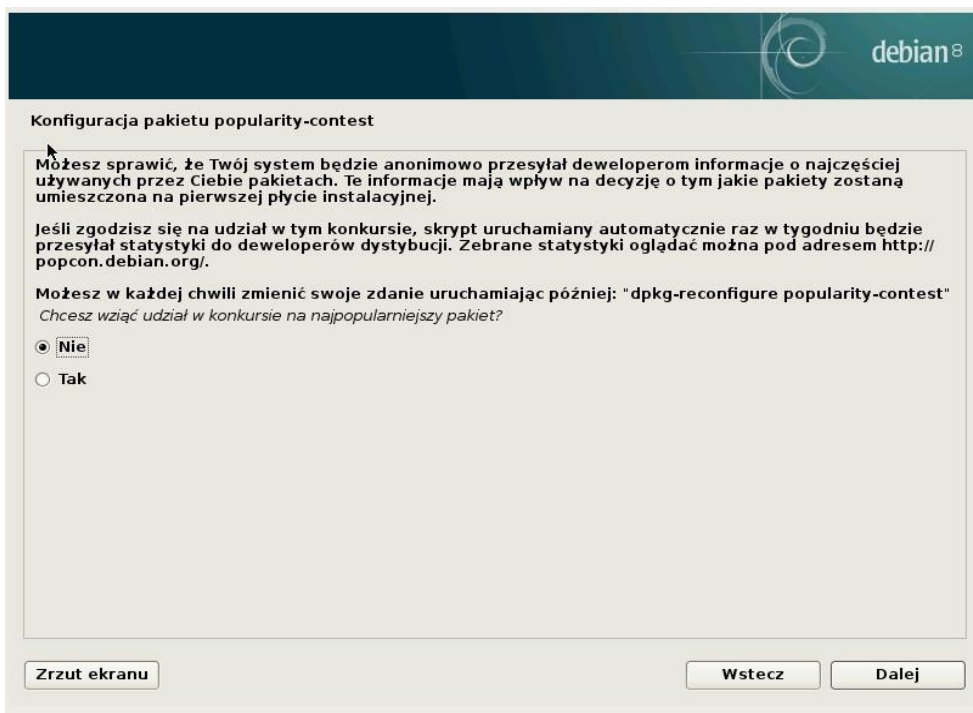 debian 8
Konfiguracja pakietu popularity-contest
Możesz sprawić, że Twój system będzie anonimowo przesyłał deweloperom informacje o najczęściej
używanych przez Ciebie pakietach. Te informacje mają wpływ na decyzję o tym jakie pakiety zostaną
umieszczona na pierwszej płycie instalacyjnej.
Jeśli zgodzisz się na udział w tym konkursie, skrypt uruchamiany automatycznie raz w tygodniu będzie
przesyłał statystyki do deweloperów dystybucji. Zebrane statystyki oglądać można pod adresem http://
popcon.debian.org/.
Możesz w każdej chwili zmienić swoje zdanie uruchamiając później: "dpkg-reconfigure popularity-contest"
Chcesz wziąć udział w konkursie na najpopularniejszy pakiet?
Nie
Tak
Zrzut ekranu
Wstecz
Dalej